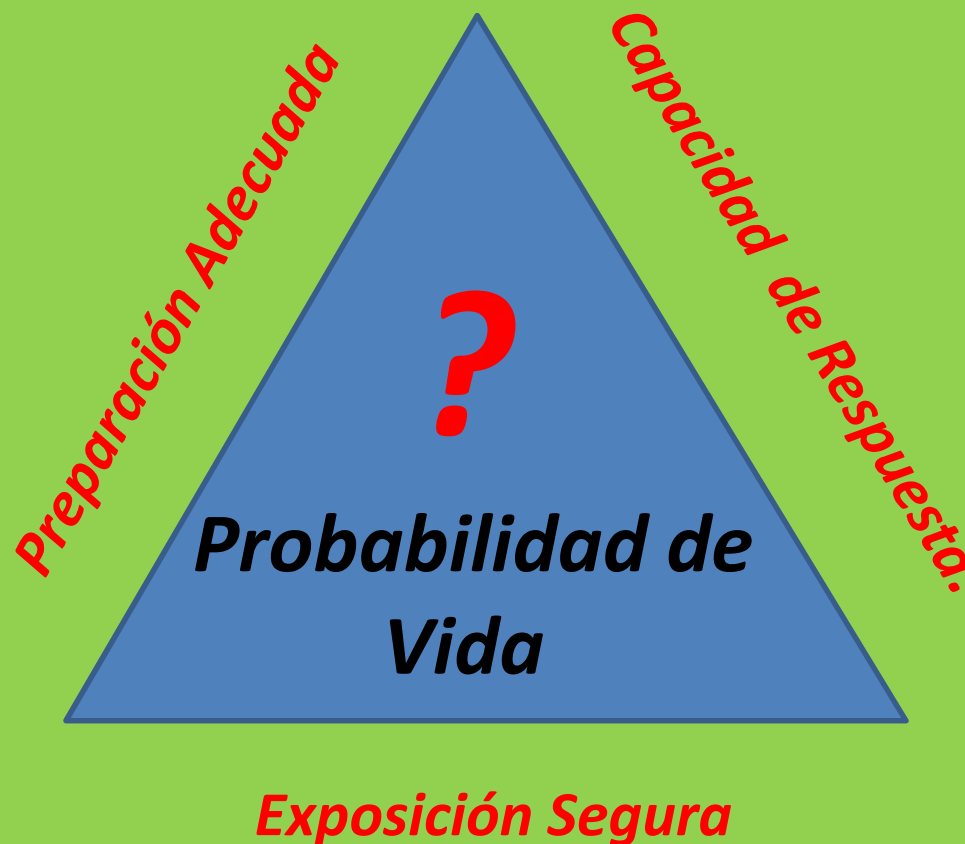 Preparación Adecuada
Capacidad de Respuesta.
?
Probabilidad de
Vida
Exposición Segura